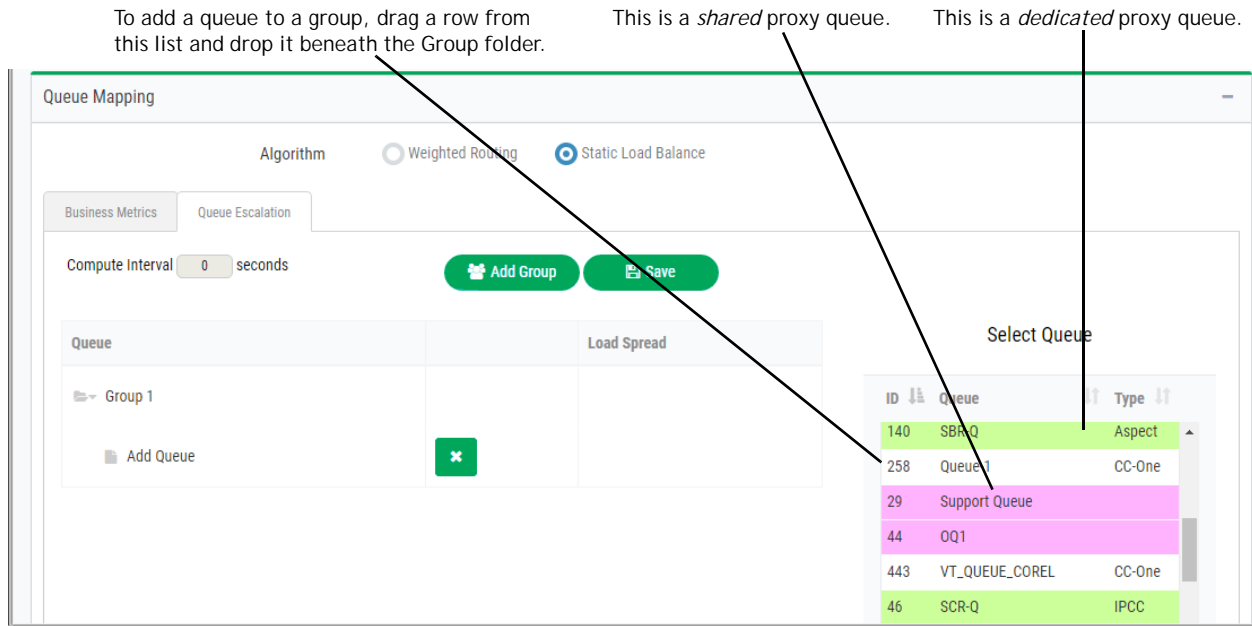 To add a queue to a group, drag a row from
this list and drop it beneath the Group folder.
This is a shared proxy queue.
This is a dedicated proxy queue.
Queue Mapping
Algorithm
Weighted Routing
Static Load Balance
Business Metrics
Queue Escalation
Compute Interval 0 seconds
Add Group
Save
Queue
Load Spread
Group 1
Add Queue
Select Queue
ID Queue Type
140 SBR-Q Aspect
258 Queue 1 CC-One
29 Support Queue
44 OQ1
443 VT_QUEUE_COREL CC-One
46 SCR-Q IPCC